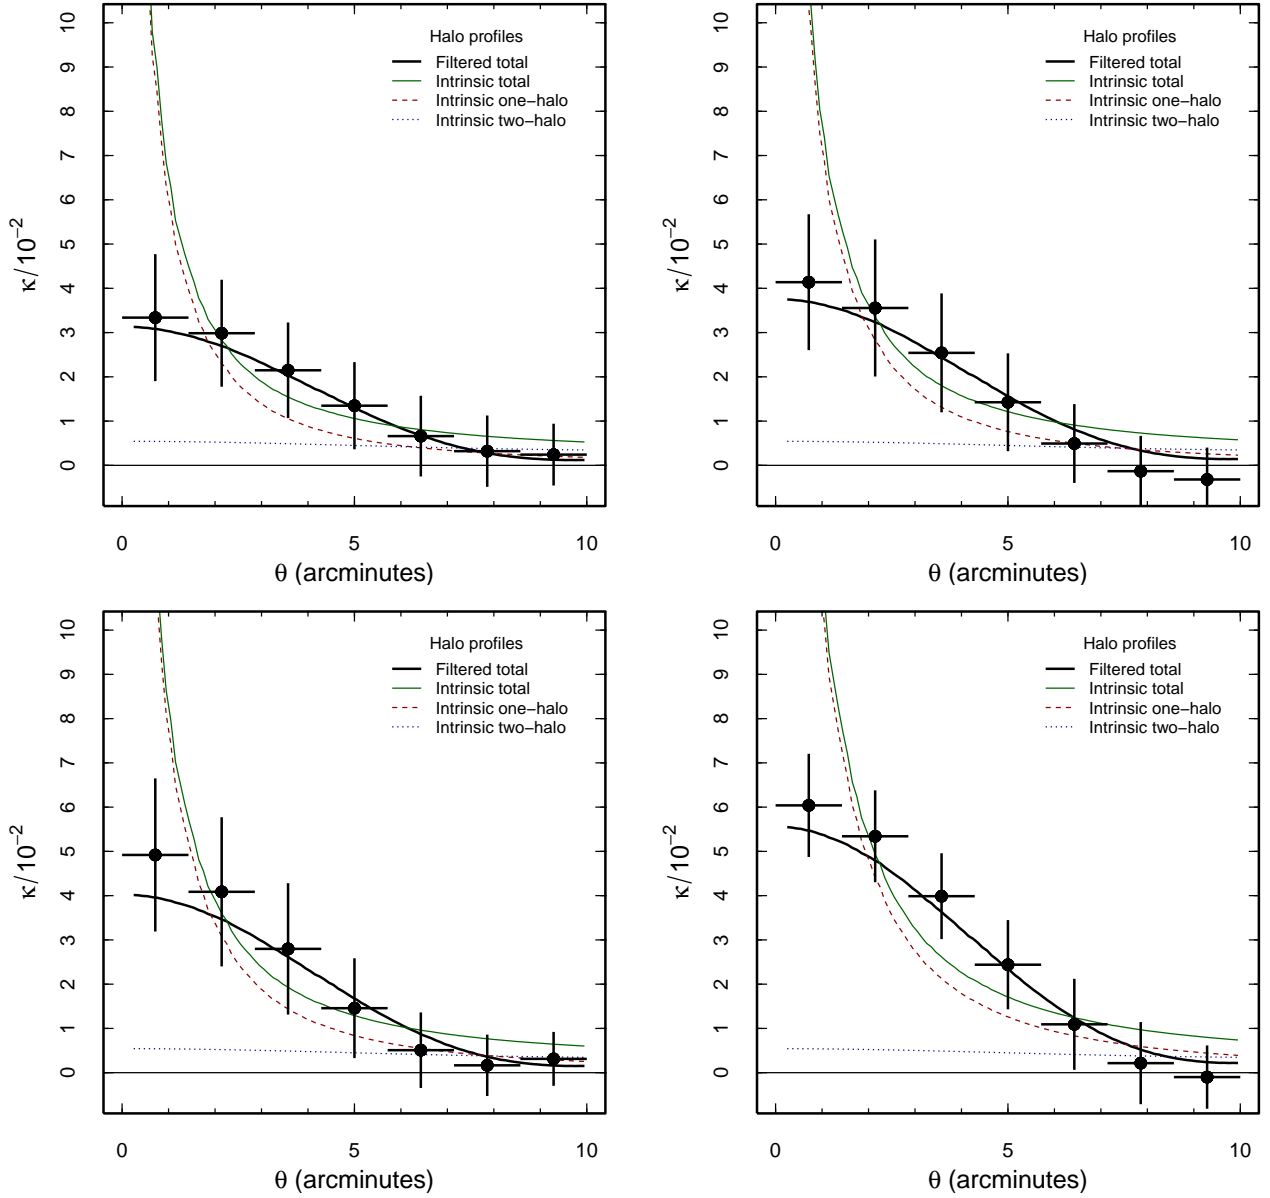 κ/10⁻²
10
9
8
7
6
5
4
3
2
1
0
Halo profiles
Filtered total
Intrinsic total
Intrinsic one−halo
Intrinsic two−halo
0 5 10
θ (arcminutes)
κ/10⁻²
10
9
8
7
6
5
4
3
2
1
0
Halo profiles
Filtered total
Intrinsic total
Intrinsic one−halo
Intrinsic two−halo
0 5 10
θ (arcminutes)
κ/10⁻²
10
9
8
7
6
5
4
3
2
1
0
Halo profiles
Filtered total
Intrinsic total
Intrinsic one−halo
Intrinsic two−halo
0 5 10
θ (arcminutes)
κ/10⁻²
10
9
8
7
6
5
4
3
2
1
0
Halo profiles
Filtered total
Intrinsic total
Intrinsic one−halo
Intrinsic two−halo
0 5 10
θ (arcminutes)